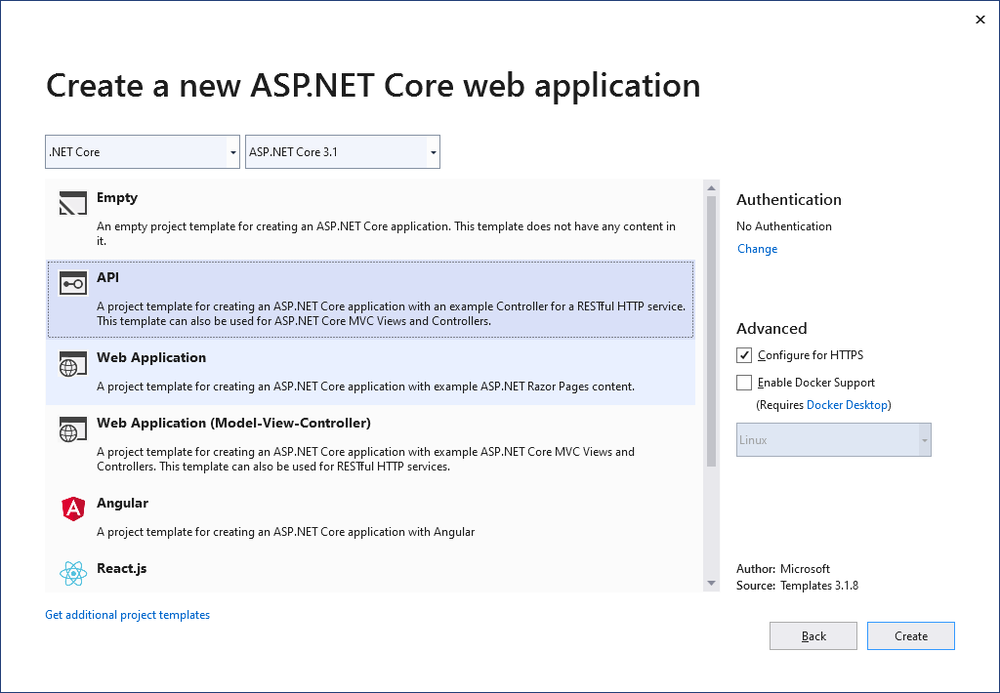 Create a new ASP.NET Core web application
.NET Core
ASP.NET Core 3.1
Empty
An empty project template for creating an ASP.NET Core application. This template does not have any content in
it.
API
A project template for creating an ASP.NET Core application with an example Controller for a RESTful HTTP service.
This template can also be used for ASP.NET Core MVC Views and Controllers.
Web Application
A project template for creating an ASP.NET Core application with example ASP.NET Razor Pages content.
Web Application (Model-View-Controller)
A project template for creating an ASP.NET Core application with example ASP.NET Core MVC Views and
Controllers. This template can also be used for RESTful HTTP services.
Angular
A project template for creating an ASP.NET Core application with Angular
React.js
Get additional project templates
Authentication
No Authentication
Change
Advanced
Configure for HTTPS
Enable Docker Support
(Requires Docker Desktop)
Linux
Author: Microsoft
Source: Templates 3.1.8
Back
Create